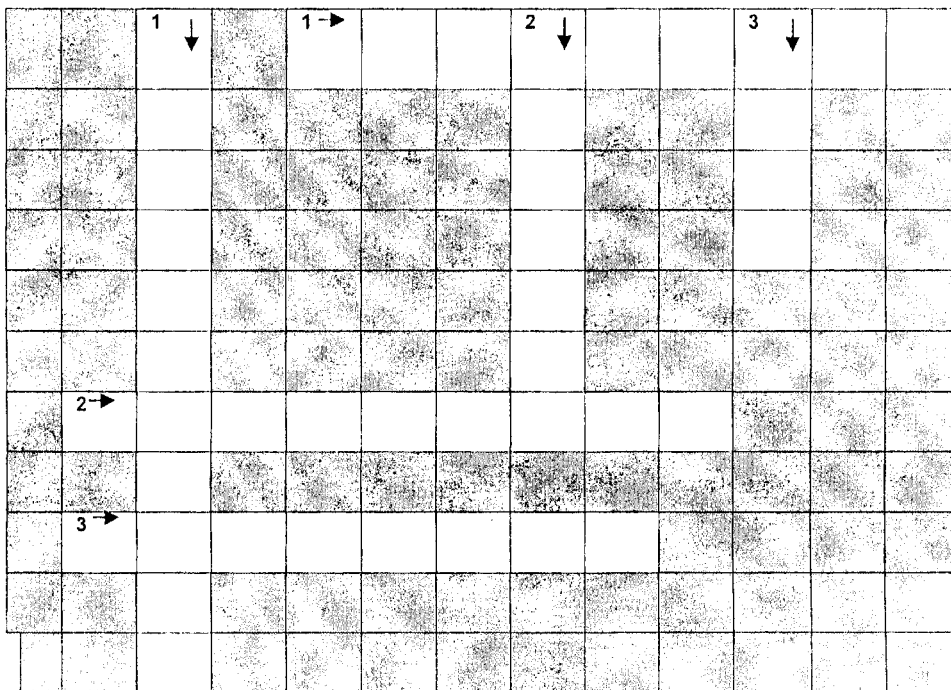 1 ↓ 1 → 2 ↓ 3 ↓
2 →
3 →